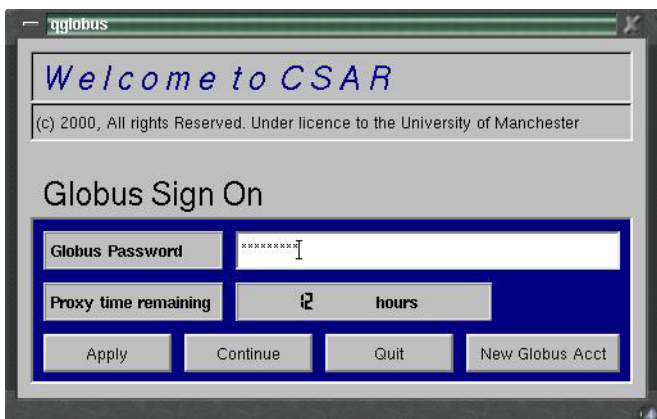 qglobus
Welcome to CSAR
(c) 2000, All rights Reserved. Under licence to the University of Manchester
Globus Sign On
Globus Password *********
Proxy time remaining 12 hours
Apply Continue Quit New Globus Acct